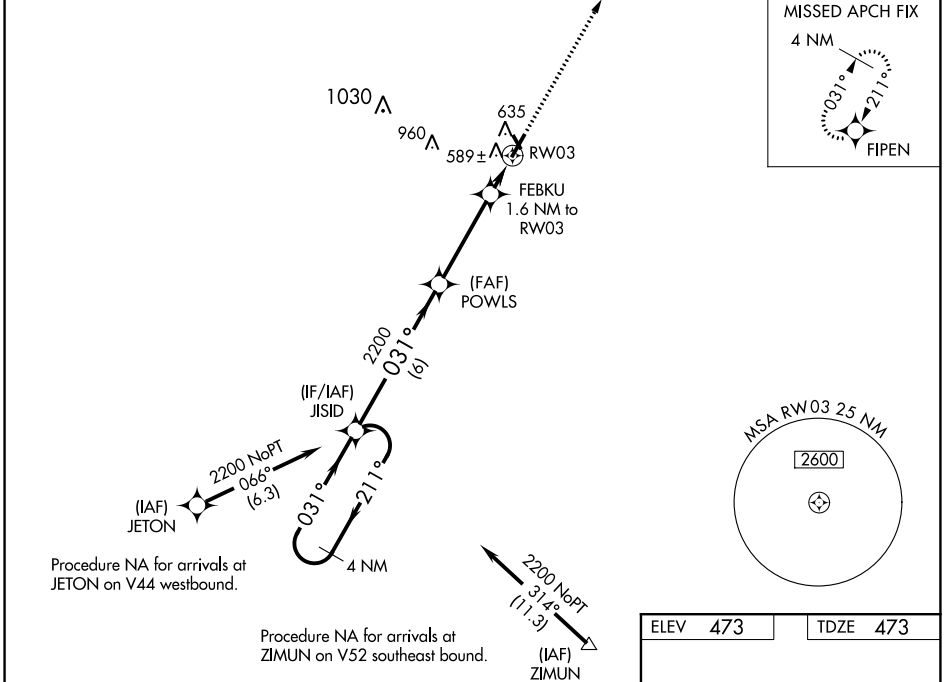 MISSED APCH FIX
4 NM
031°
211°
FIPEN
1030
960
635
589±
RW03
FEBKU
1.6 NM to
RW03
(FAF)
POWLS
2200
031°
(6)
(IF/IAF)
JISID
2200 NoPT
066°
(6.3)
(IAF)
JETON
031°
211°
4 NM
Procedure NA for arrivals at
JETON on V44 westbound.
MSA RW03 25 NM
2600
2200 NoPT
314°
(11.3)
(IAF)
ZIMUN
Procedure NA for arrivals at
ZIMUN on V52 southeast bound.
ELEV 473
TDZE 473